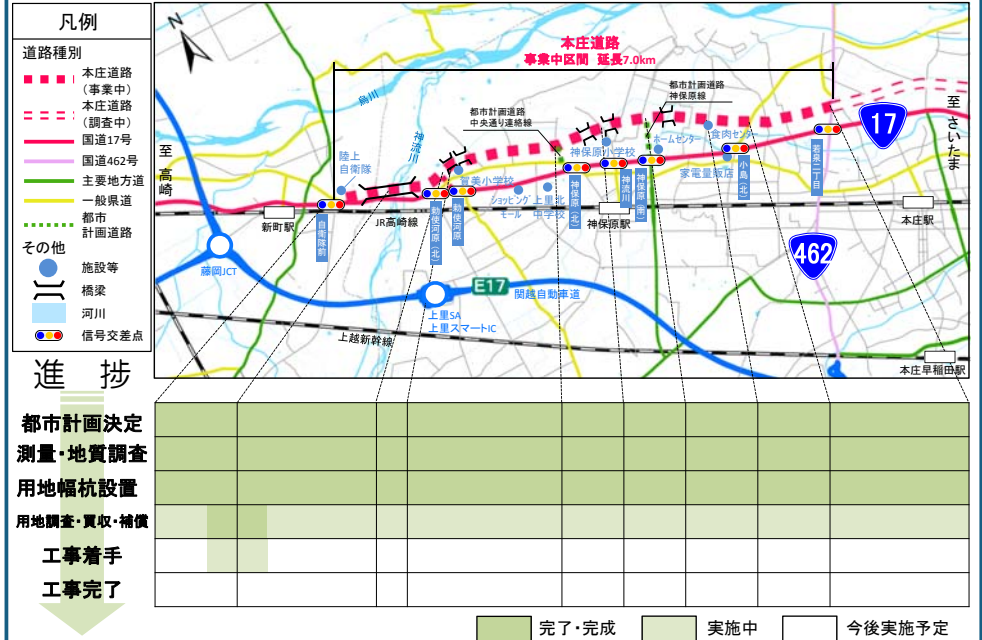 凡例
道路種別
本庄道路
(事業中)
本庄道路
(調査中)
国道17号
国道462号
主要地方道
一般県道
都市
計画道路
その他
施設等
橋梁
河川
信号交差点
N
本庄道路
事業中区間 延長7.0km
都市計画道路
神保原線
都市計画道路
中央通り連絡線
烏川
神流川
至高崎
至さいたま
17
陸上
自衛隊
賀美小学校
神保原小学校
ホームセンター
食肉センター
家電量販店
ショッピング
モール
上里北
中学校
自衛隊前
勅使河原(北)
勅使河原
神保原(北)
神流川
神保原(南)
小島(北)
若泉二丁目
新町駅
JR高崎線
神保原駅
本庄駅
462
藤岡JCT
E17
関越自動車道
上里SA
上里スマートIC
上越新幹線
本庄早稲田駅
進 捗
都市計画決定
測量・地質調査
用地幅杭設置
用地調査・買収・補償
工事着手
工事完了
完了・完成
実施中
今後実施予定